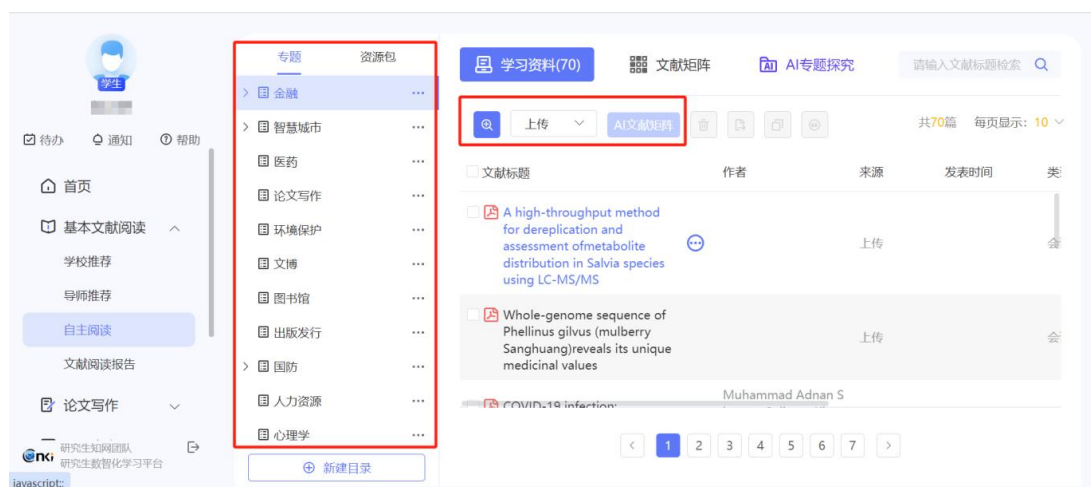 学生
待办 通知 帮助
首页
基本文献阅读
学校推荐
导师推荐
自主阅读
文献阅读报告
论文写作
cnki 研究生知网团队
研究生数智化学习平台
javascript:;
专题 资源包
金融
智慧城市
医药
论文写作
环境保护
文博
图书馆
出版发行
国防
人力资源
心理学
新建目录
学习资料(70) 文献矩阵 AI AI专题探究 请输入文献标题检索
上传 AI文献矩阵 共70篇 每页显示: 10
文献标题 作者 来源 发表时间
A high-throughput method
for dereplication and
assessment ofmetabolite
distribution in Salvia species
using LC-MS/MS
上传
Whole-genome sequence of
Phellinus gilvus (mulberry
Sanghuang)reveals its unique
medicinal values
上传
COVID-19 infection:
Muhammad Adnan S
< 1 2 3 4 5 6 7 >